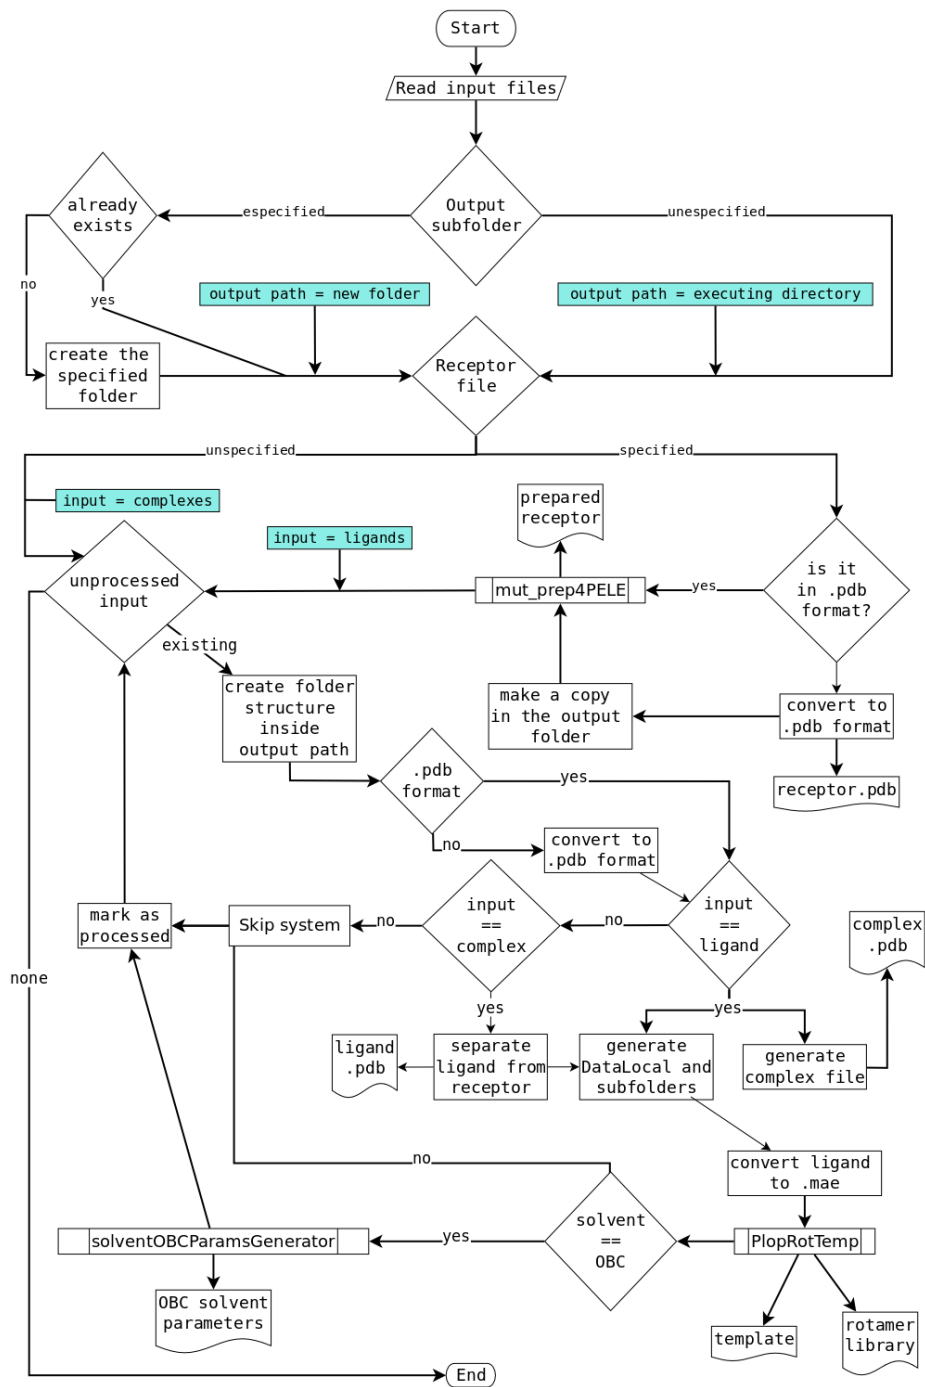 Start
Read input files
Output
subfolder
already
exists
especified
unespecified
no
yes
output path = new folder
output path = executing directory
create the
specified
folder
Receptor
file
unspecified
specified
input = complexes
prepared
receptor
input = ligands
is it
in .pdb
format?
unprocessed
input
mut_prep4PELE
yes
existing
create folder
structure
inside
output path
make a copy
in the output
folder
convert to
.pdb format
receptor.pdb
.pdb
format
yes
no
convert to
.pdb format
input
==
ligand
input
==
complex
no
no
Skip system
mark as
processed
complex
.pdb
none
yes
yes
ligand
.pdb
separate
ligand from
receptor
generate
DataLocal and
subfolders
generate
complex file
convert ligand
to .mae
no
solvent
==
OBC
yes
solventOBCParamsGenerator
PlopRotTemp
OBC solvent
parameters
template
rotamer
library
End